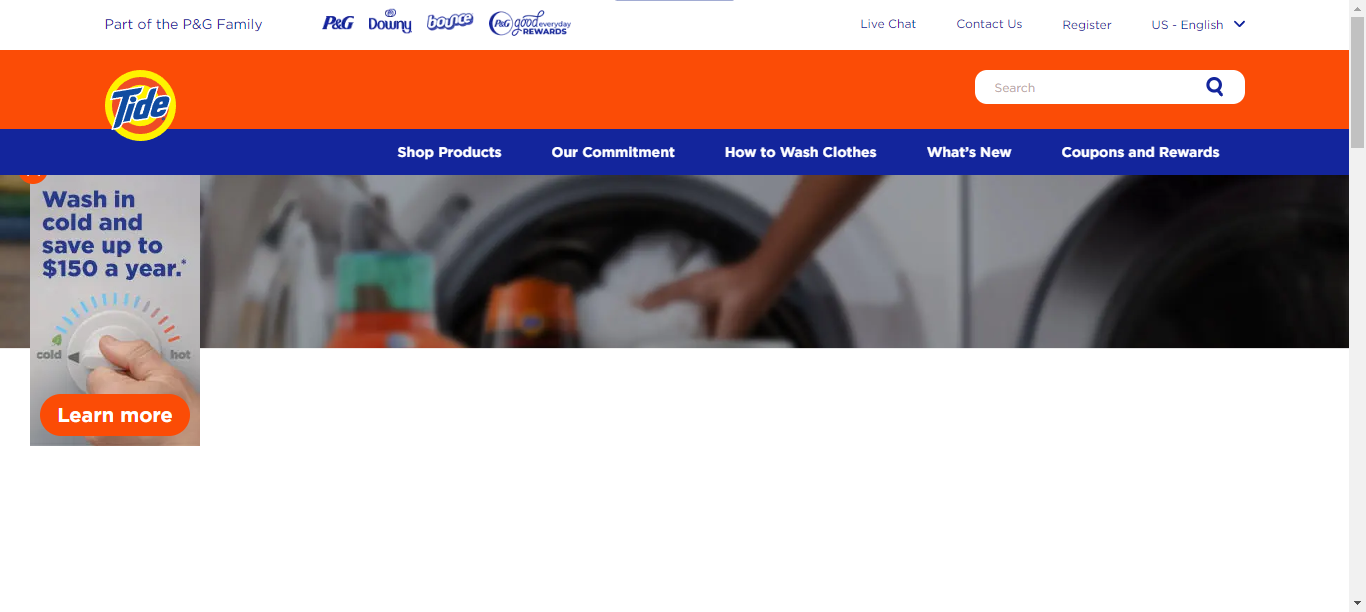 Part of the P&G Family
P&G
Downy
bounce
P&G good everyday
REWARDS
Live Chat
Contact Us
Register
US - English
Tide
Search
Shop Products
Our Commitment
How to Wash Clothes
What's New
Coupons and Rewards
Wash in
cold and
save up to
$150 a year.*
cold
hot
Learn more